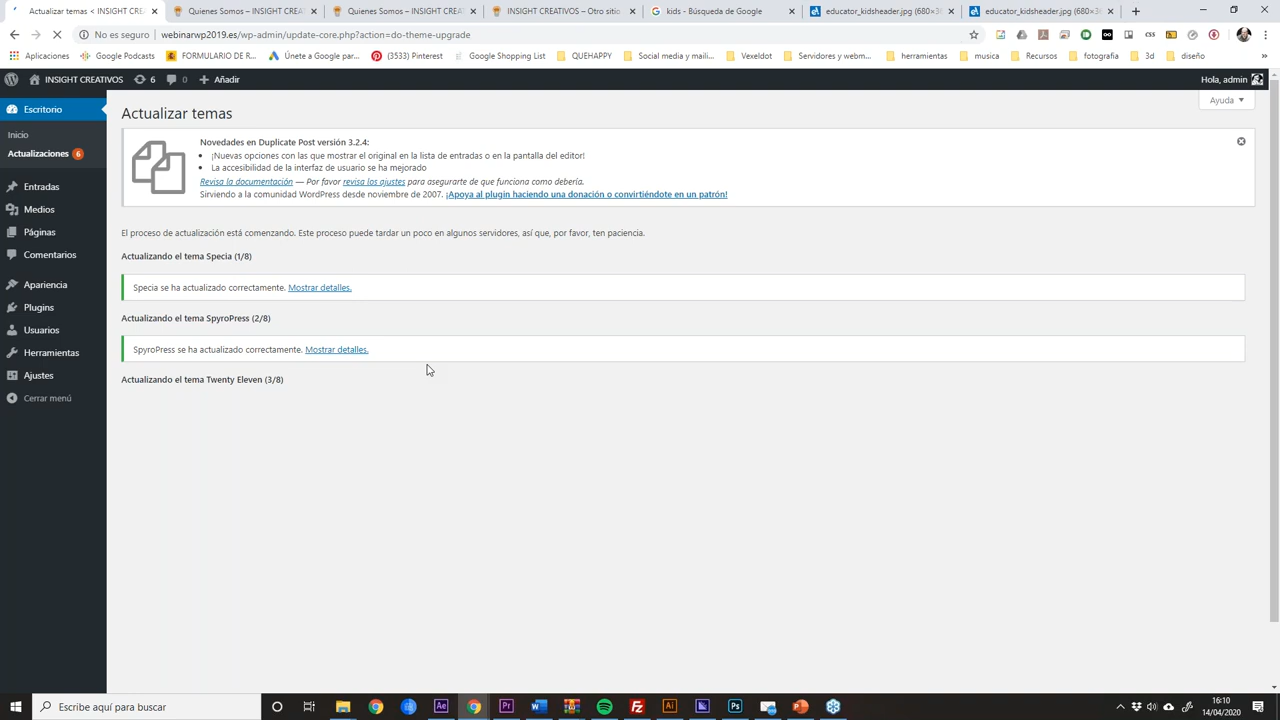 Actualizar temas < INSIGHT CREAT
Quienes Somos – INSIGHT CREAT
Quienes Somos – INSIGHT CREAT
INSIGHT CREATIVOS – Otro sitio
kids - Búsqueda de Google
educator_kidsheader.jpg (680×3
educator_kidsheader.jpg (680×3
No es seguro
webinarwp2019.es/wp-admin/update-core.php?action=do-theme-upgrade
Aplicaciones
Google Podcasts
FORMULARIO DE R...
Únete a Google par...
(3533) Pinterest
Google Shopping List
QUEHAPPY
Social media y maili...
Vexeldot
Servidores y webm...
herramientas
musica
Recursos
fotografia
3d
diseño
INSIGHT CREATIVOS
6
0
Añadir
Hola, admin
Ayuda
Escritorio
Inicio
Actualizaciones 6
Entradas
Medios
Páginas
Comentarios
Apariencia
Plugins
Usuarios
Herramientas
Ajustes
Cerrar menú
Actualizar temas
Novedades en Duplicate Post versión 3.2.4:
• ¡Nuevas opciones con las que mostrar el original en la lista de entradas o en la pantalla del editor!
• La accesibilidad de la interfaz de usuario se ha mejorado
Revisa la documentación — Por favor revisa los ajustes para asegurarte de que funciona como debería.
Sirviendo a la comunidad WordPress desde noviembre de 2007. ¡Apoya al plugin haciendo una donación o convirtiéndote en un patrón!
El proceso de actualización está comenzando. Este proceso puede tardar un poco en algunos servidores, así que, por favor, ten paciencia.
Actualizando el tema Specia (1/8)
Specia se ha actualizado correctamente. Mostrar detalles.
Actualizando el tema SpyroPress (2/8)
SpyroPress se ha actualizado correctamente. Mostrar detalles.
Actualizando el tema Twenty Eleven (3/8)
Escribe aquí para buscar
16:10
14/04/2020